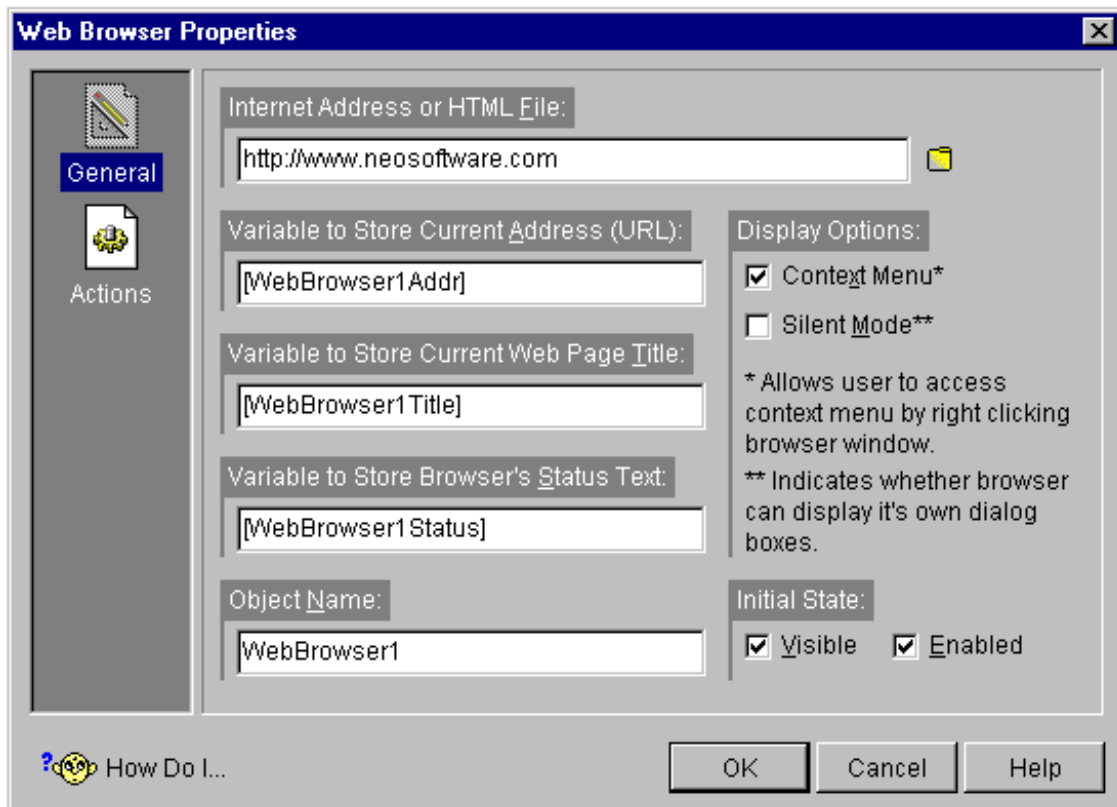 Web Browser Properties
General
Actions
Internet Address or HTML File:
http://www.neosoftware.com
Variable to Store Current Address (URL):
[WebBrowser1Addr]
Variable to Store Current Web Page Title:
[WebBrowser1Title]
Variable to Store Browser's Status Text:
[WebBrowser1Status]
Object Name:
WebBrowser1
Display Options:
Context Menu*
Silent Mode**
* Allows user to access
context menu by right clicking
browser window.
** Indicates whether browser
can display it's own dialog
boxes.
Initial State:
Visible Enabled
? How Do I...
OK Cancel Help